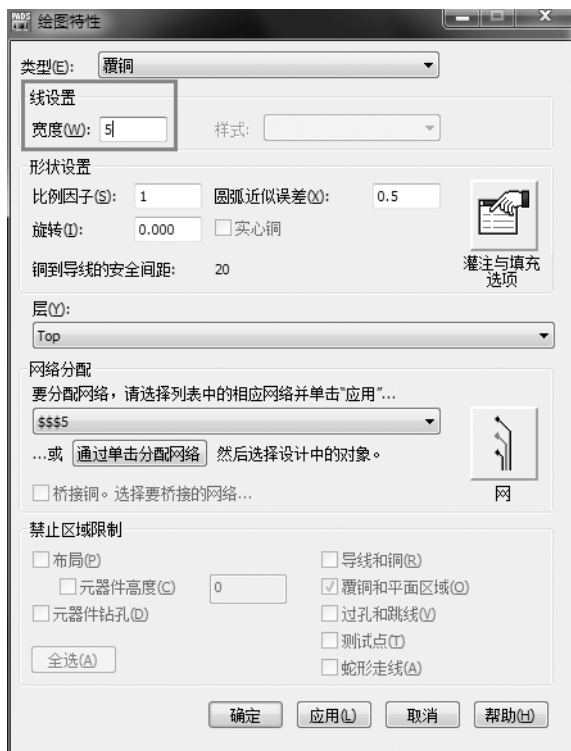 PADS 绘图特性
类型(E): 覆铜
线设置
宽度(W): 5 样式:
形状设置
比例因子(S): 1 圆弧近似误差(X): 0.5
旋转(I): 0.000 实心铜
铜到导线的安全间距: 20
灌注与填充
选项
层(Y):
Top
网络分配
要分配网络，请选择列表中的相应网络并单击“应用”...
$$$5
...或 通过单击分配网络 然后选择设计中的对象。
网
桥接铜。选择要桥接的网络...
禁止区域限制
布局(P) 导线和铜(R)
元器件高度(C) 0 覆铜和平面区域(O)
元器件钻孔(D) 过孔和跳线(V)
测试点(T)
全选(A) 蛇形走线(A)
确定 应用(L) 取消 帮助(H)